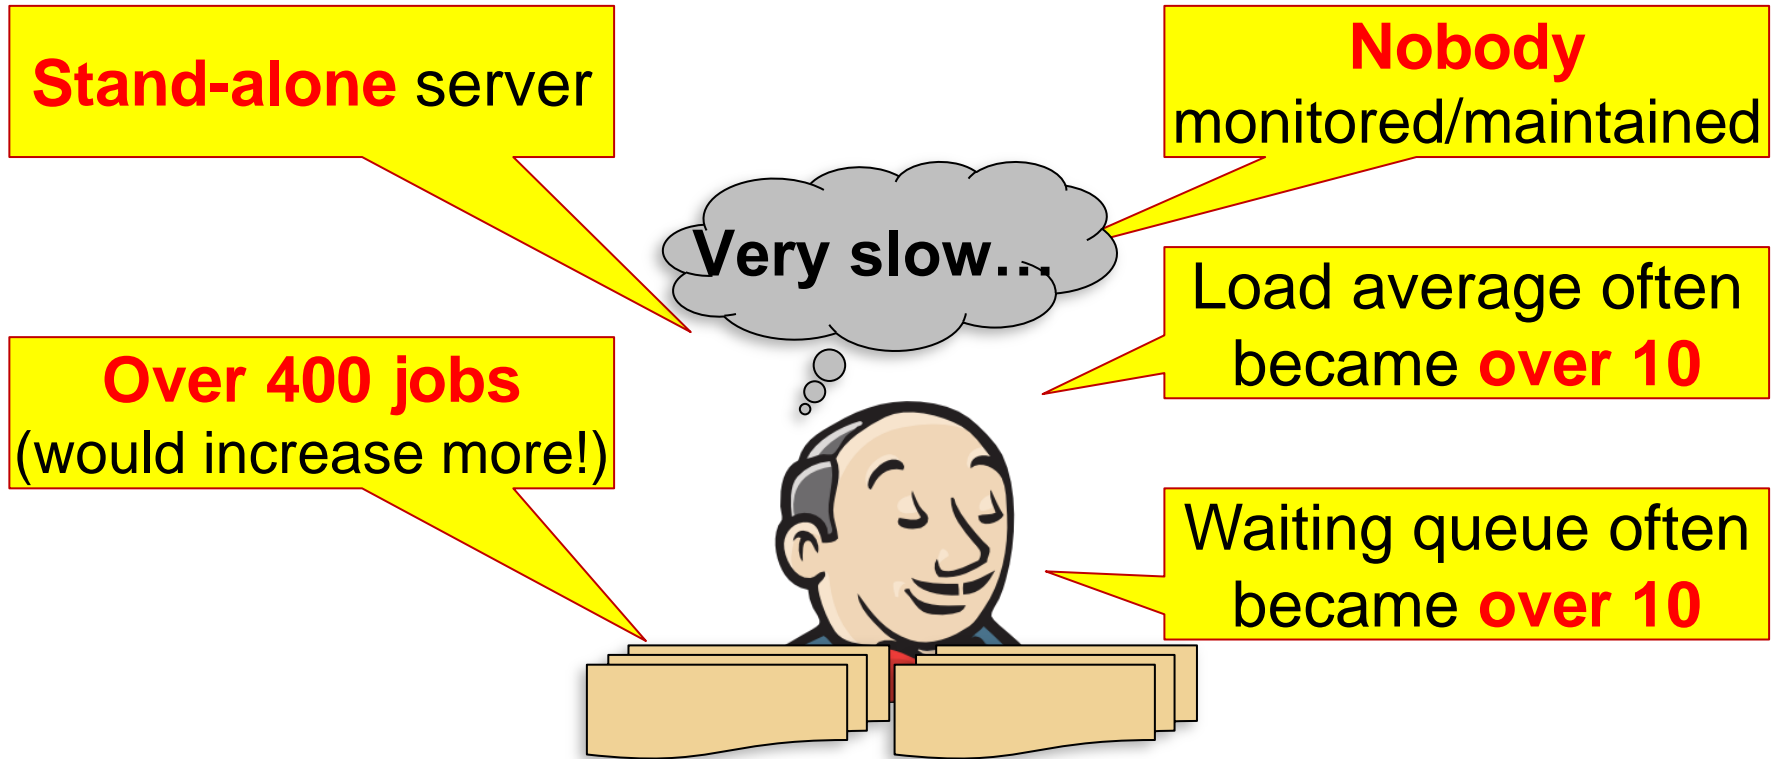 Stand-alone server
Nobody
monitored/maintained
Very slow…
Load average often
became over 10
Over 400 jobs
(would increase more!)
Waiting queue often
became over 10